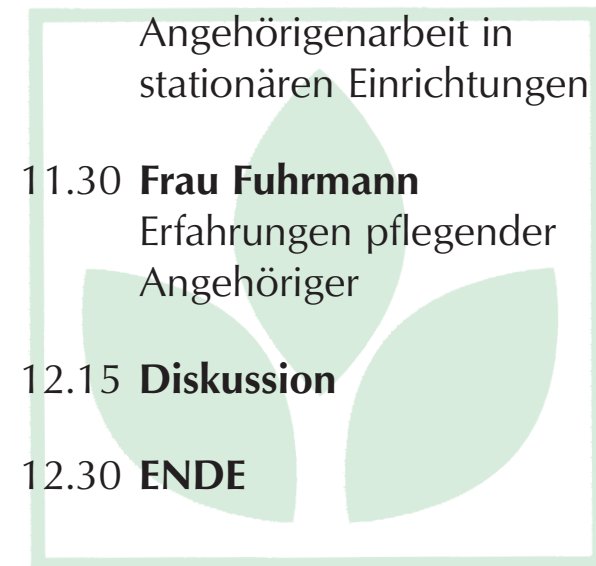 Angehörigenarbeit in
stationären Einrichtungen
11.30 Frau Fuhrmann
Erfahrungen pflegender
Angehöriger
12.15 Diskussion
12.30 ENDE